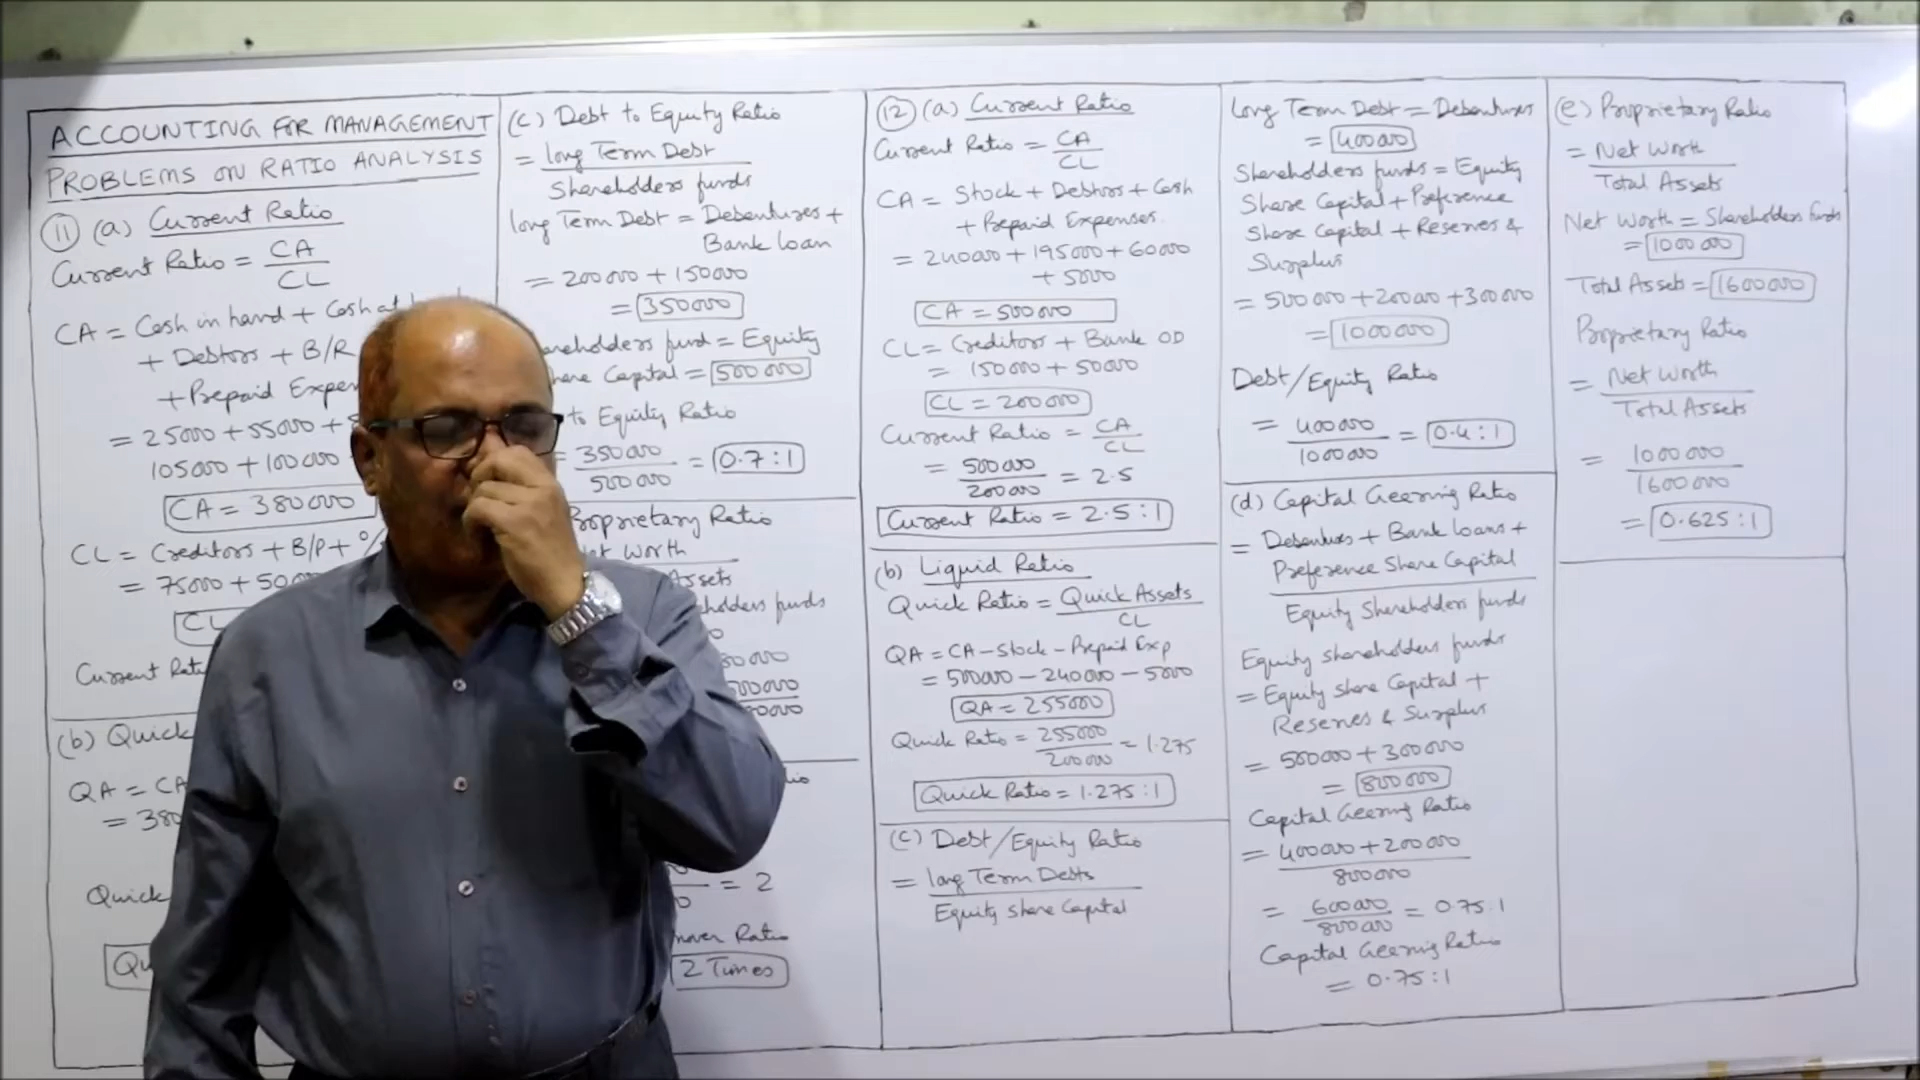 ACCOUNTING FOR MANAGEMENT
PROBLEMS ON RATIO ANALYSIS
11 (a) Current Ratio
Current Ratio = CA
CL
CA = Cash in hand + Cash at
+ Debtors + B/R
+ Prepaid Expen
= 25000 + 55000 +
105000 + 100000
CA = 380000
CL = Creditors + B/P + O/
= 75000 + 500
CL
Current Rati
(b) Quick
QA = CA
= 380
Quick
Qu
(c) Debt to Equity Ratio
= long Term Debt
Shareholders funds
long Term Debt = Debentures +
Bank loan
= 200000 + 150000
= 350000
areholders fund = Equity
hare Capital = 500000
to Equity Ratio
= 350000
500000
= 0.7 : 1
Proprietary Ratio
et Worth
Assets
holders funds
= 2
nover Ratio
2 Times
12 (a) Current Ratio
Current Ratio = CA
CL
CA = Stock + Debtors + Cash
+ Prepaid Expenses.
= 240000 + 195000 + 60000
+ 5000
CA = 500000
CL = Creditors + Bank OD
= 150000 + 50000
CL = 200000
Current Ratio = CA
CL
= 500000
200000
= 2.5
Current Ratio = 2.5 : 1
(b) Liquid Ratio
Quick Ratio = Quick Assets
CL
QA = CA - Stock - Prepaid Exp
= 500000 - 240000 - 5000
QA = 255000
Quick Ratio = 255000
200000
= 1.275
Quick Ratio = 1.275 : 1
(c) Debt/Equity Ratio
= long Term Debts
Equity Share Capital
long Term Debt = Debentures
= 400000
Shareholders funds = Equity
Share Capital + Preference
Share Capital + Reserves &
Surplus
= 500000 + 200000 + 300000
= 1000000
Debt/Equity Ratio
= 400000
1000000
= 0.4 : 1
(d) Capital Geering Ratio
= Debentures + Bank Loans +
Preference Share Capital
Equity Shareholders funds
Equity Shareholders funds
= Equity Share Capital +
Reserves & Surplus
= 500000 + 300000
= 800000
Capital Geering Ratio
= 400000 + 200000
800000
= 600000
800000
= 0.75 : 1
Capital Geering Ratio
= 0.75 : 1
(e) Proprietary Ratio
= Net Worth
Total Assets
Net Worth = Shareholders funds
= 1000000
Total Assets = 1600000
Proprietary Ratio
= Net Worth
Total Assets
= 1000000
1600000
= 0.625 : 1